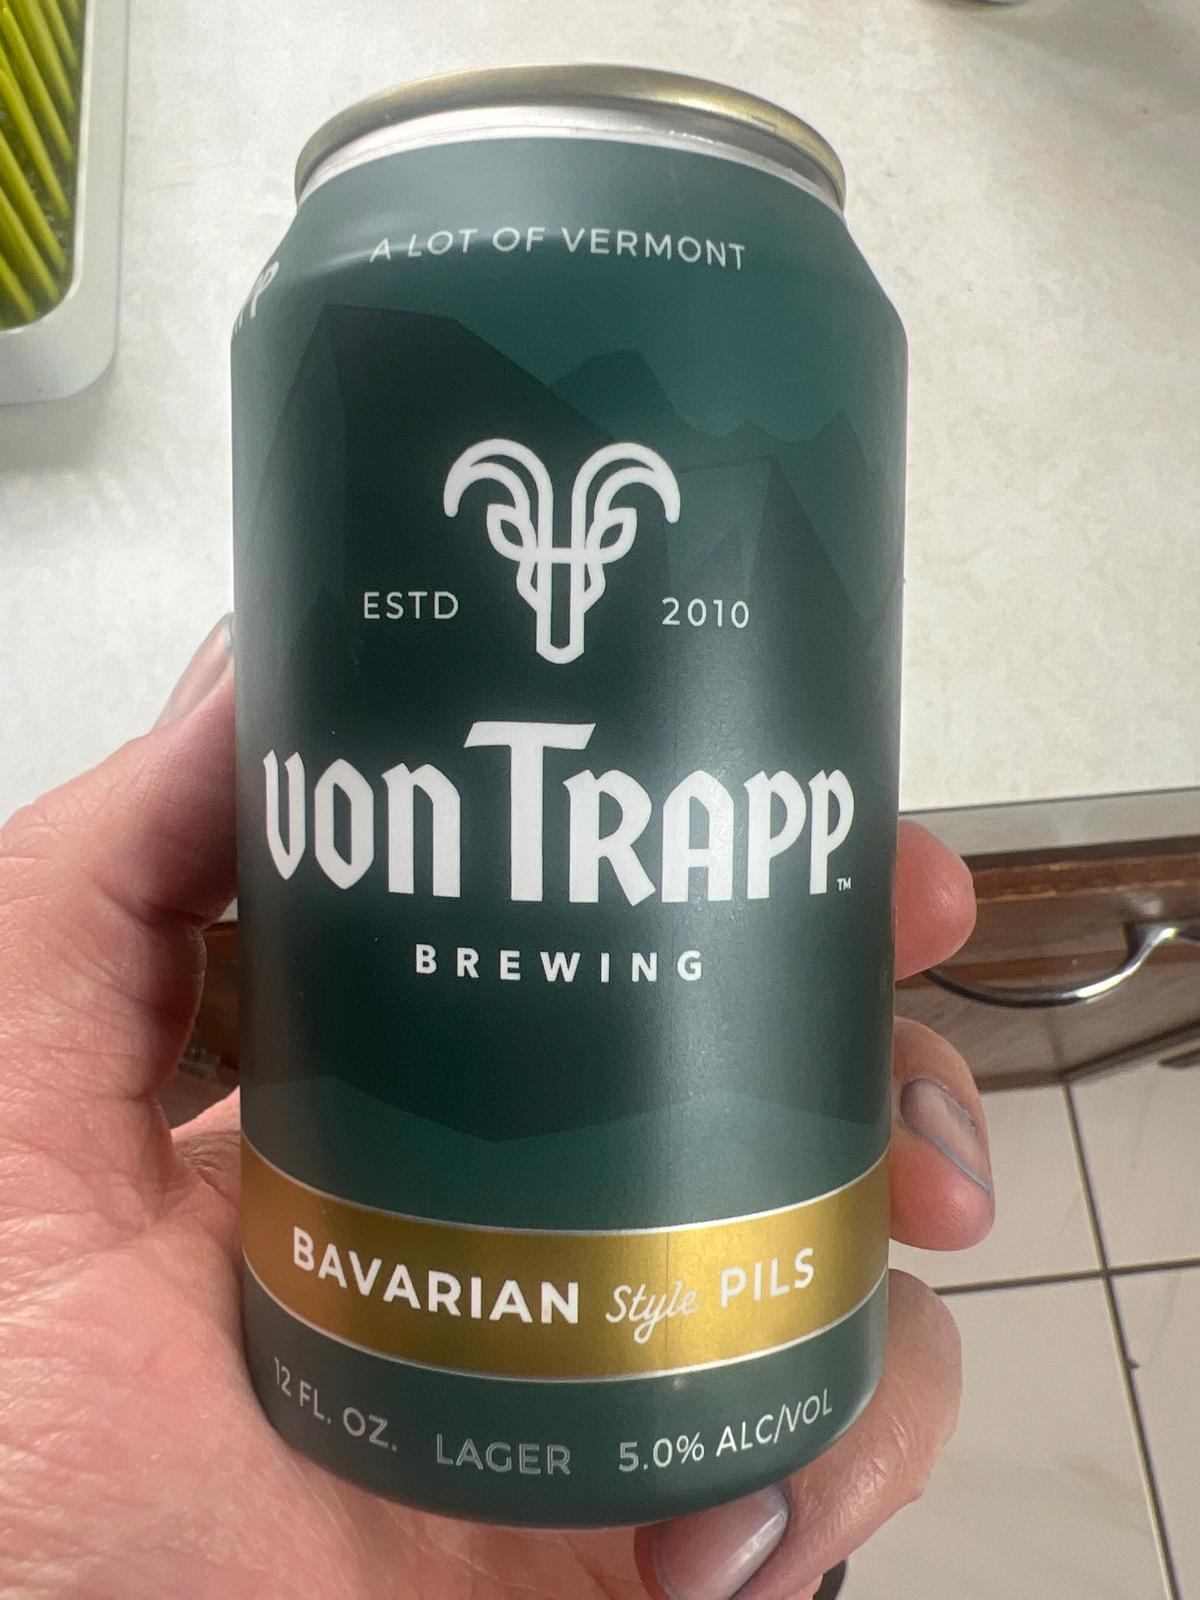 A LOT OF VERMONT
ESTD 2010
VON TRAPP™
BREWING
BAVARIAN Style PILS
12 FL. OZ. LAGER 5.0% ALC/VOL